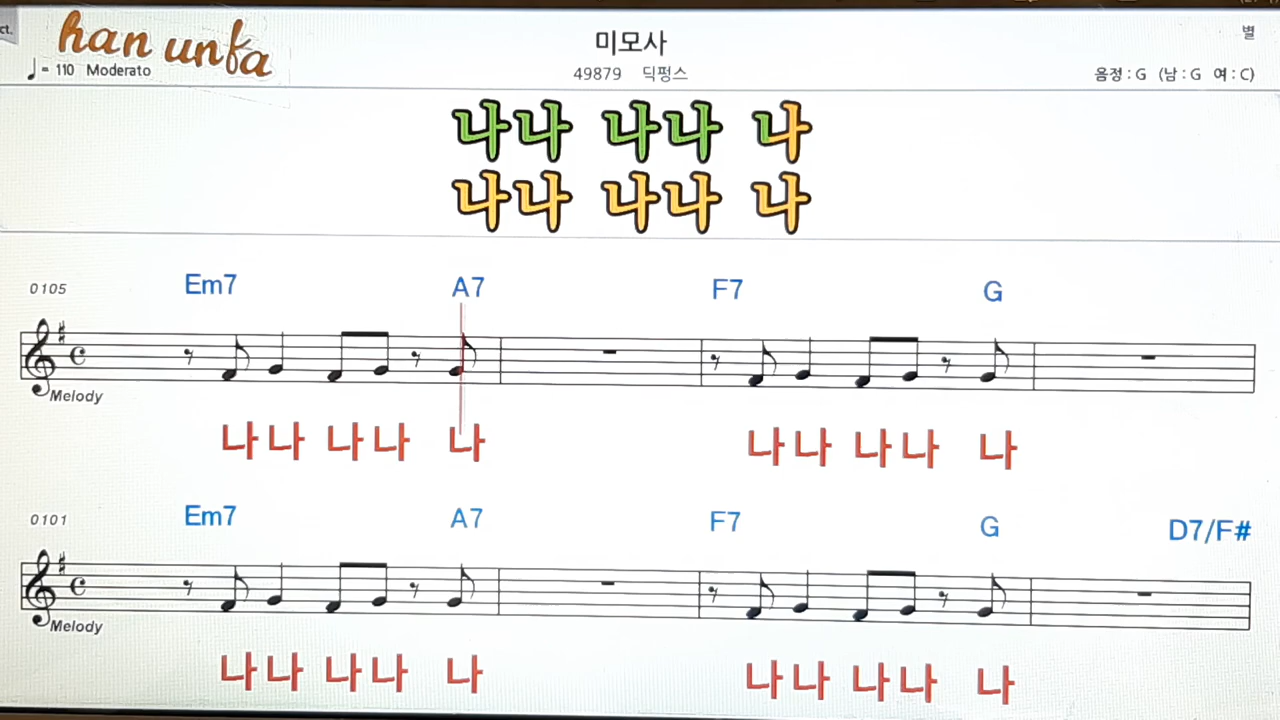 ct.
han unfa
미모사
별
♩= 110 Moderato
49879 딕펑스
음정 : G (남 : G 여 : C)
나나 나나 나
나나 나나 나
0105
Em7 A7 F7 G
Melody
나나 나나 나 나나 나나 나
0101
Em7 A7 F7 G D7/F#
Melody
나나 나나 나 나나 나나 나